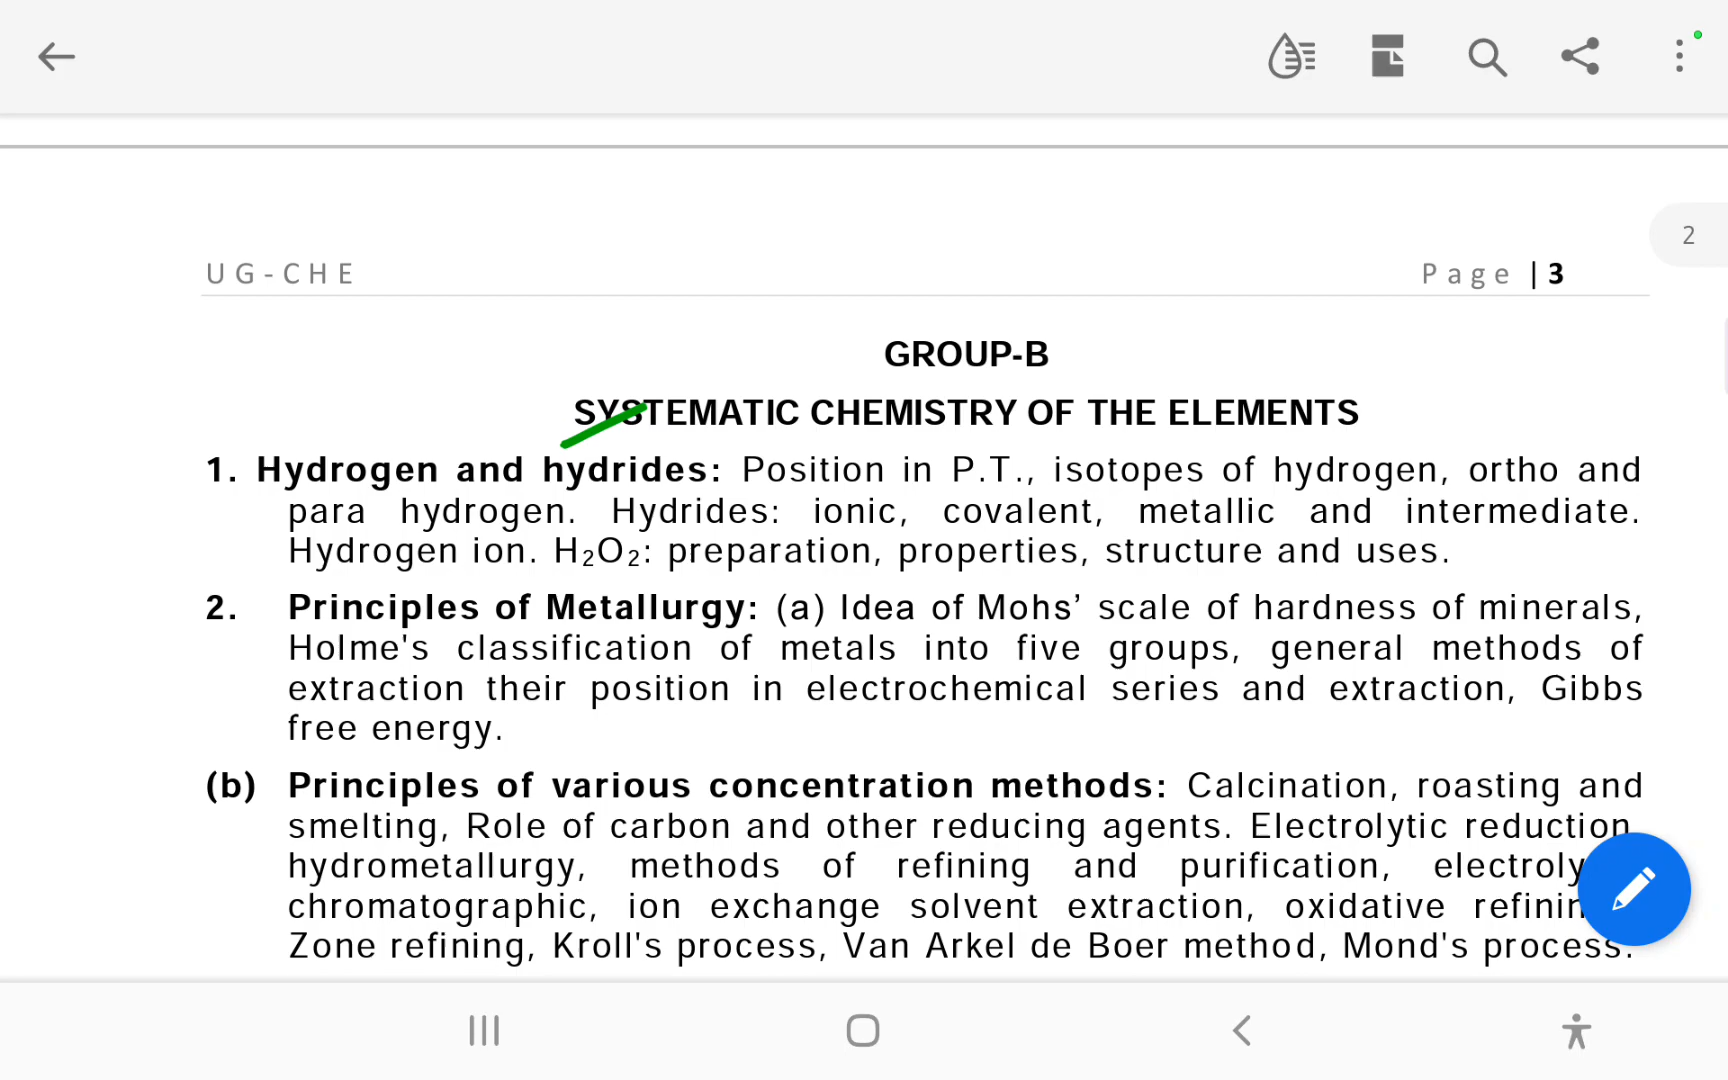 2
UG-CHE Page |3
GROUP-B
SYSTEMATIC CHEMISTRY OF THE ELEMENTS
1. Hydrogen and hydrides: Position in P.T., isotopes of hydrogen, ortho and
para hydrogen. Hydrides: ionic, covalent, metallic and intermediate.
Hydrogen ion. H₂O₂: preparation, properties, structure and uses.
2. Principles of Metallurgy: (a) Idea of Mohs’ scale of hardness of minerals,
Holme's classification of metals into five groups, general methods of
extraction their position in electrochemical series and extraction, Gibbs
free energy.
(b) Principles of various concentration methods: Calcination, roasting and
smelting, Role of carbon and other reducing agents. Electrolytic reduction
hydrometallurgy, methods of refining and purification,
chromatographic, ion exchange solvent extraction, oxidative
Zone refining, Kroll's process, Van Arkel de Boer method, Mond's process.